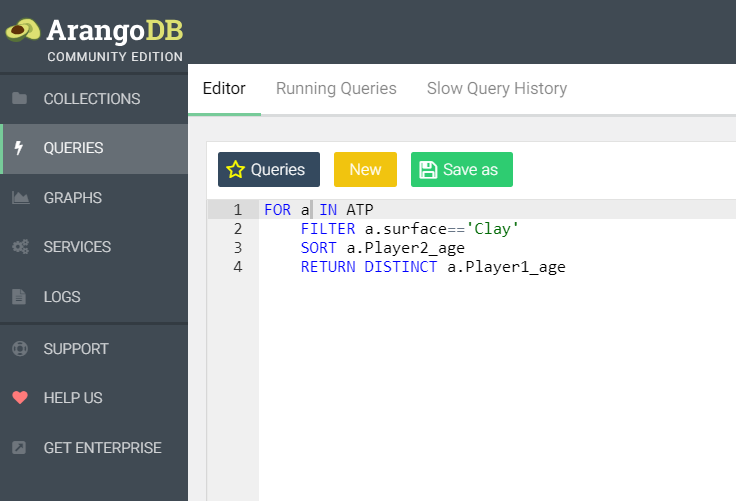 ArangoDB
COMMUNITY EDITION
COLLECTIONS
QUERIES
GRAPHS
SERVICES
LOGS
SUPPORT
HELP US
GET ENTERPRISE
Editor Running Queries Slow Query History
Queries New Save as
1 FOR a IN ATP
2 FILTER a.surface=='Clay'
3 SORT a.Player2_age
4 RETURN DISTINCT a.Player1_age